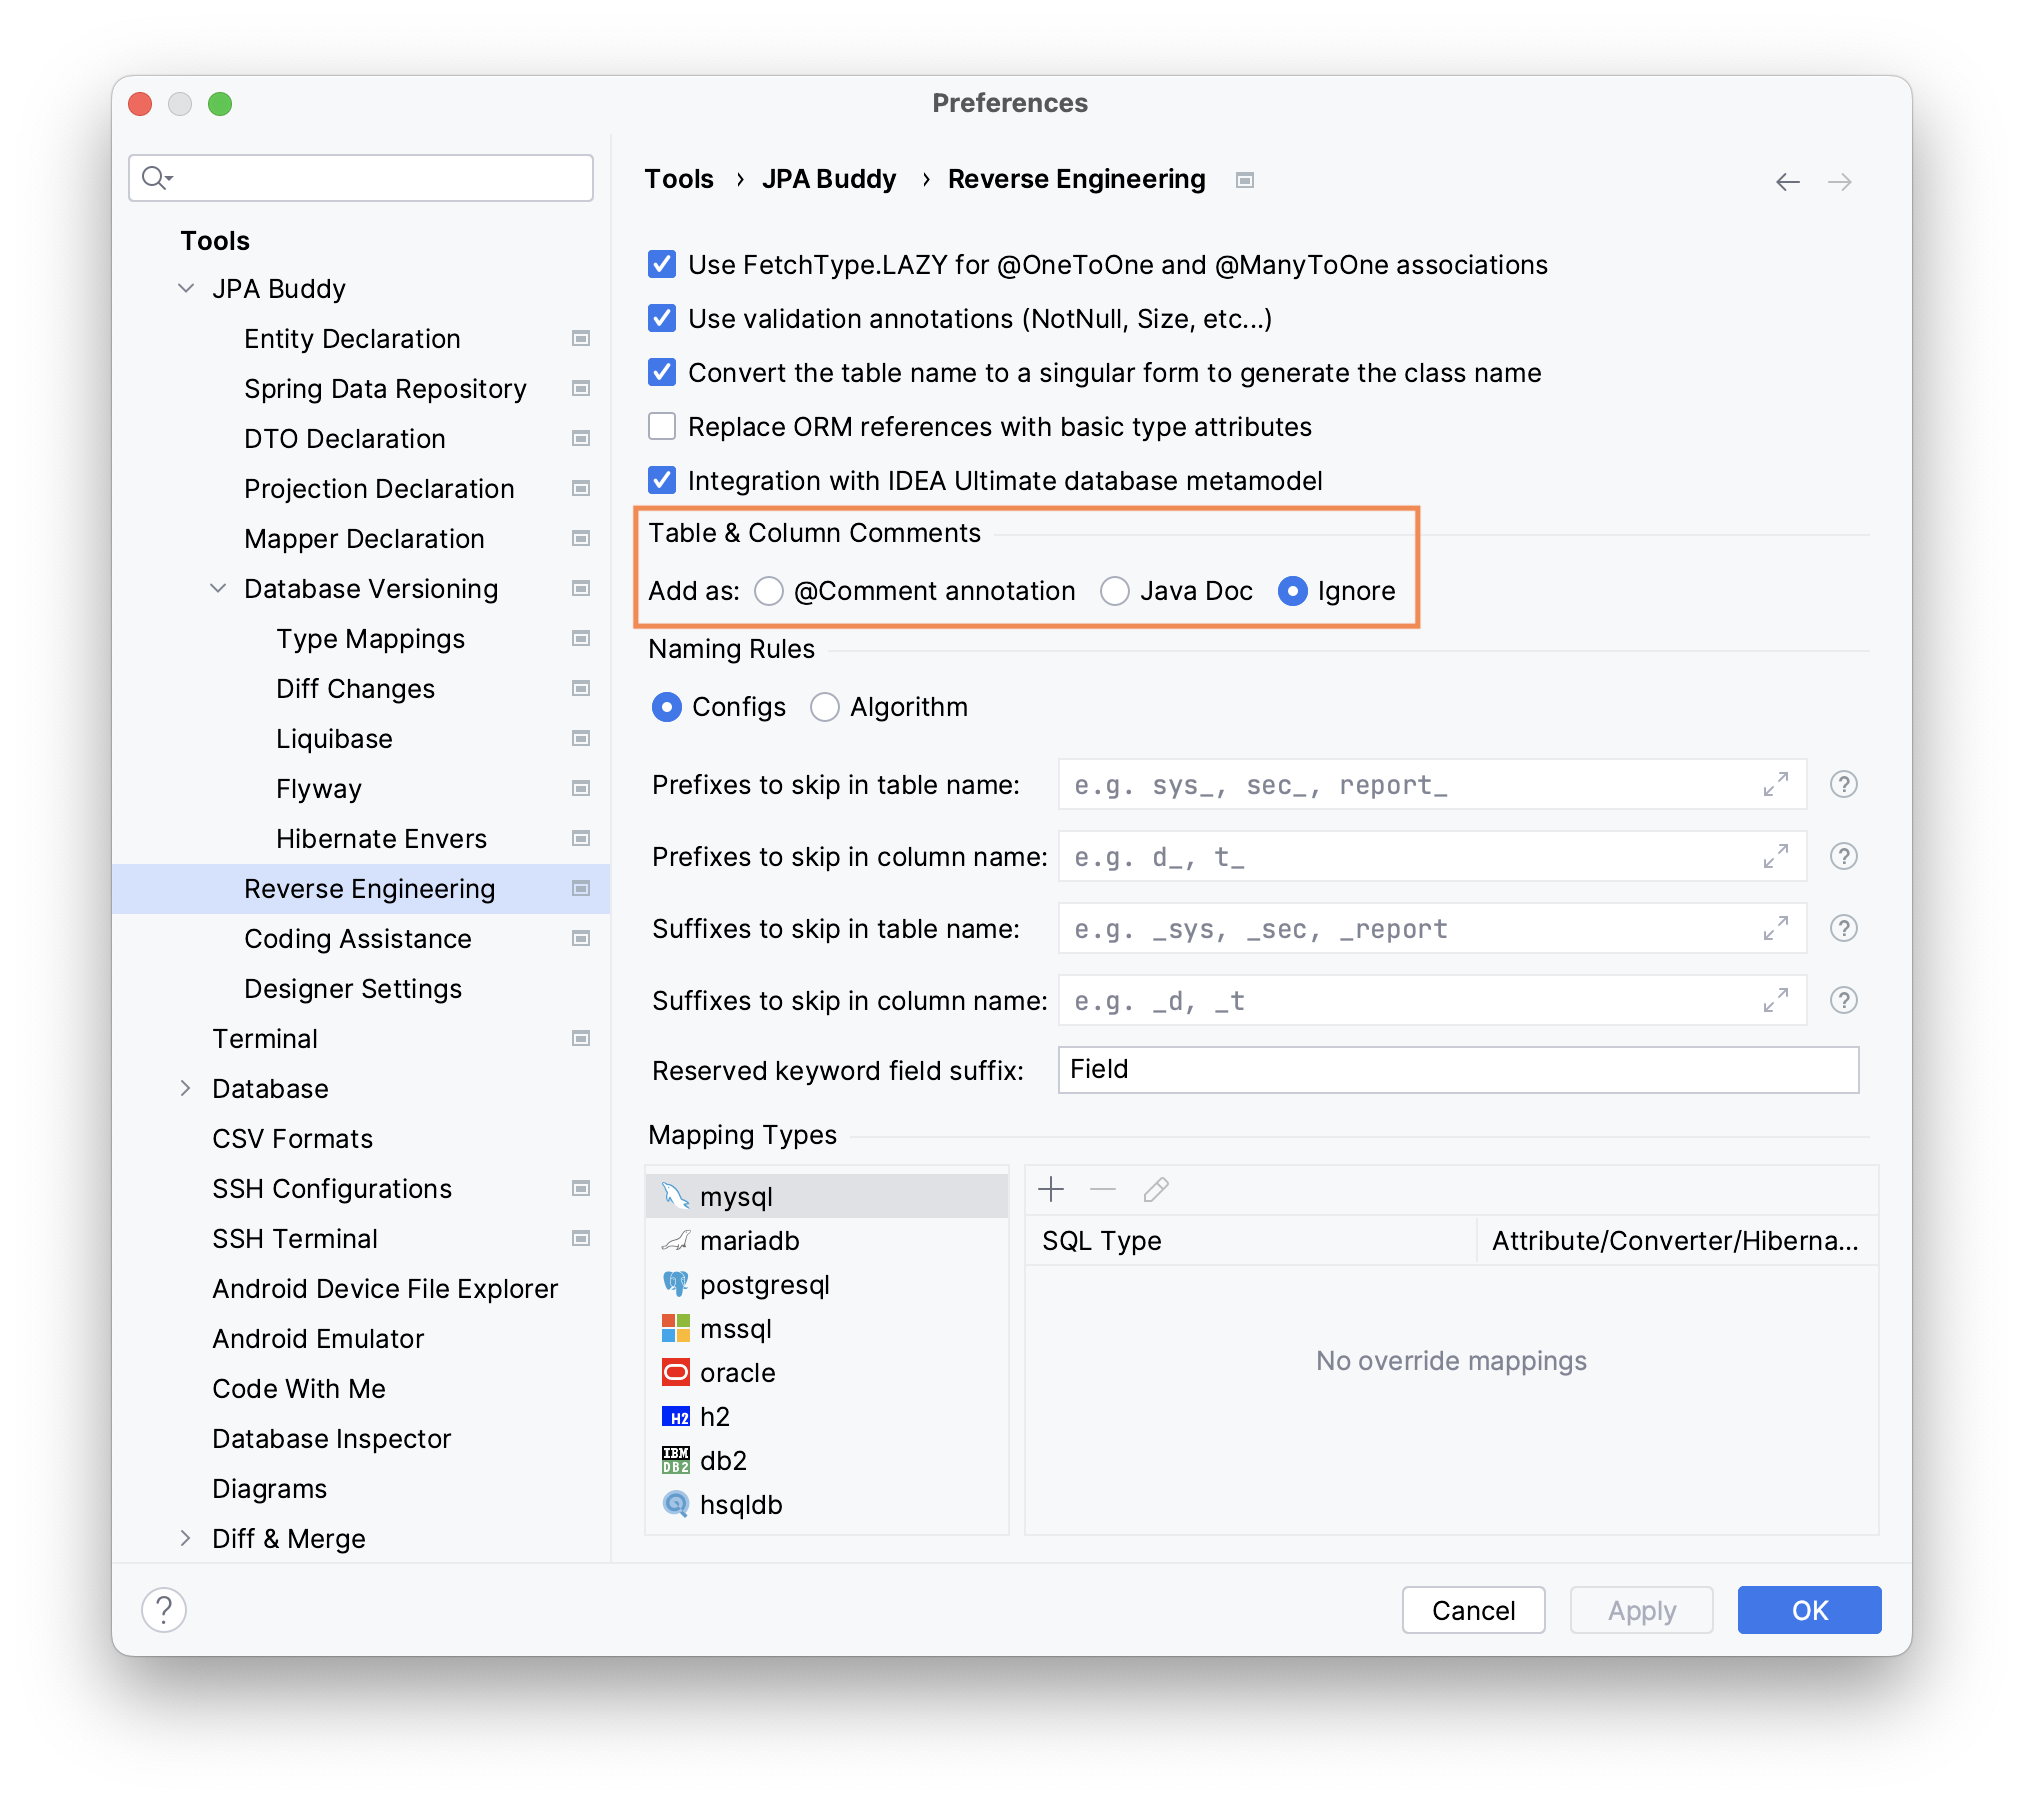 Preferences
Tools
JPA Buddy
Entity Declaration
Spring Data Repository
DTO Declaration
Projection Declaration
Mapper Declaration
Database Versioning
Type Mappings
Diff Changes
Liquibase
Flyway
Hibernate Envers
Reverse Engineering
Coding Assistance
Designer Settings
Terminal
Database
CSV Formats
SSH Configurations
SSH Terminal
Android Device File Explorer
Android Emulator
Code With Me
Database Inspector
Diagrams
Diff & Merge
Tools › JPA Buddy › Reverse Engineering
Use FetchType.LAZY for @OneToOne and @ManyToOne associations
Use validation annotations (NotNull, Size, etc...)
Convert the table name to a singular form to generate the class name
Replace ORM references with basic type attributes
Integration with IDEA Ultimate database metamodel
Table & Column Comments
Add as: @Comment annotation Java Doc Ignore
Naming Rules
Configs Algorithm
Prefixes to skip in table name: e.g. sys_, sec_, report_ ?
Prefixes to skip in column name: e.g. d_, t_ ?
Suffixes to skip in table name: e.g. _sys, _sec, _report ?
Suffixes to skip in column name: e.g. _d, _t ?
Reserved keyword field suffix: Field
Mapping Types
mysql
mariadb
postgresql
mssql
oracle
H2 h2
IBM DB2 db2
hsqldb
SQL Type Attribute/Converter/Hiberna...
No override mappings
? Cancel Apply OK